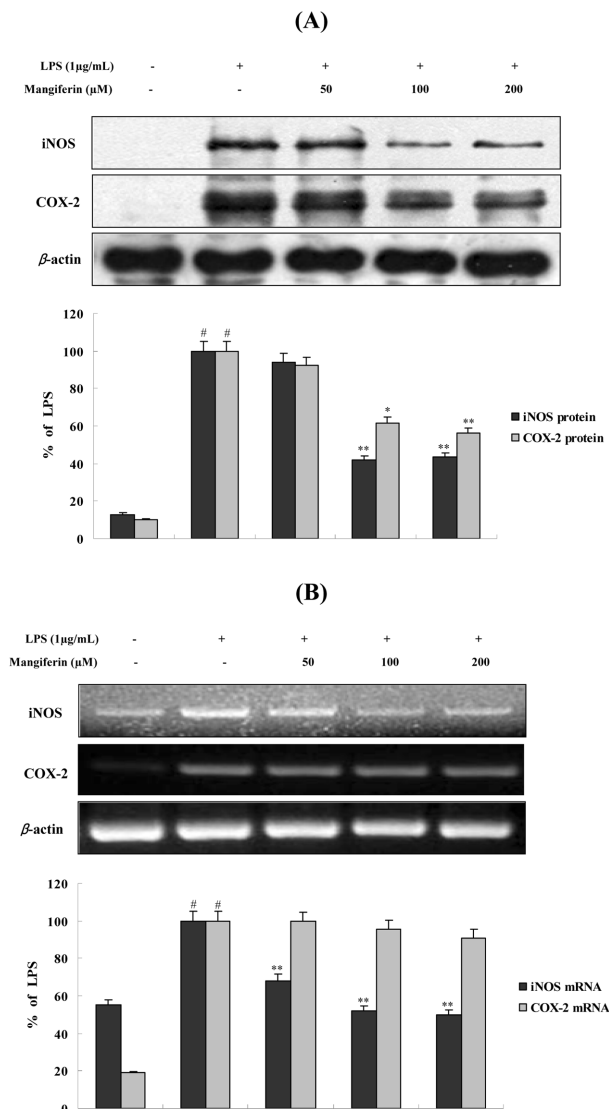 (A)
LPS (1μg/mL) - + + + +
Mangiferin (μM) - - 50 100 200
iNOS
COX-2
β-actin
120
100
80
60
40
20
0
% of LPS
# #
* **
** **
iNOS protein
COX-2 protein
(B)
LPS (1μg/mL) - + + + +
Mangiferin (μM) - - 50 100 200
iNOS
COX-2
β-actin
120
100
80
60
40
20
0
% of LPS
# #
** ** **
iNOS mRNA
COX-2 mRNA